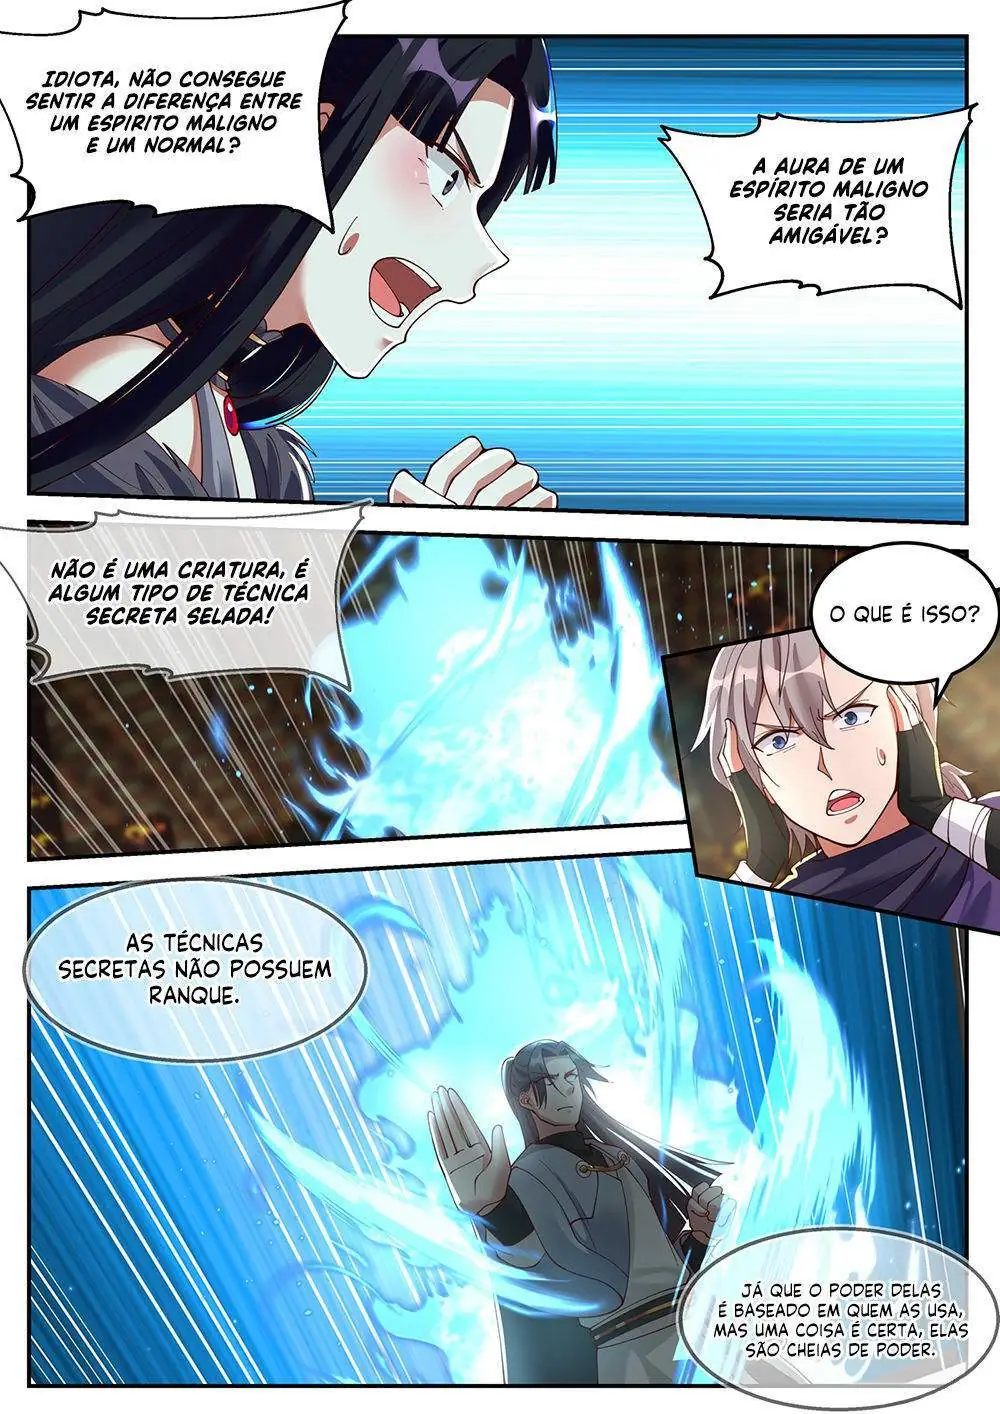 IDIOTA, NÃO CONSEGUE
SENTIR A DIFERENÇA ENTRE
UM ESPIRITO MALIGNO
E UM NORMAL?
A AURA DE UM
ESPÍRITO MALIGNO
SERIA TÃO
AMIGÁVEL?
NÃO É UMA CRIATURA, É
ALGUM TIPO DE TÉCNICA
SECRETA SELADA!
O QUE É ISSO?
AS TÉCNICAS
SECRETAS NÃO POSSUEM
RANQUE.
JÁ QUE O PODER DELAS
É BASEADO EM QUEM AS USA,
MAS UMA COISA É CERTA, ELAS
SÃO CHEIAS DE PODER.